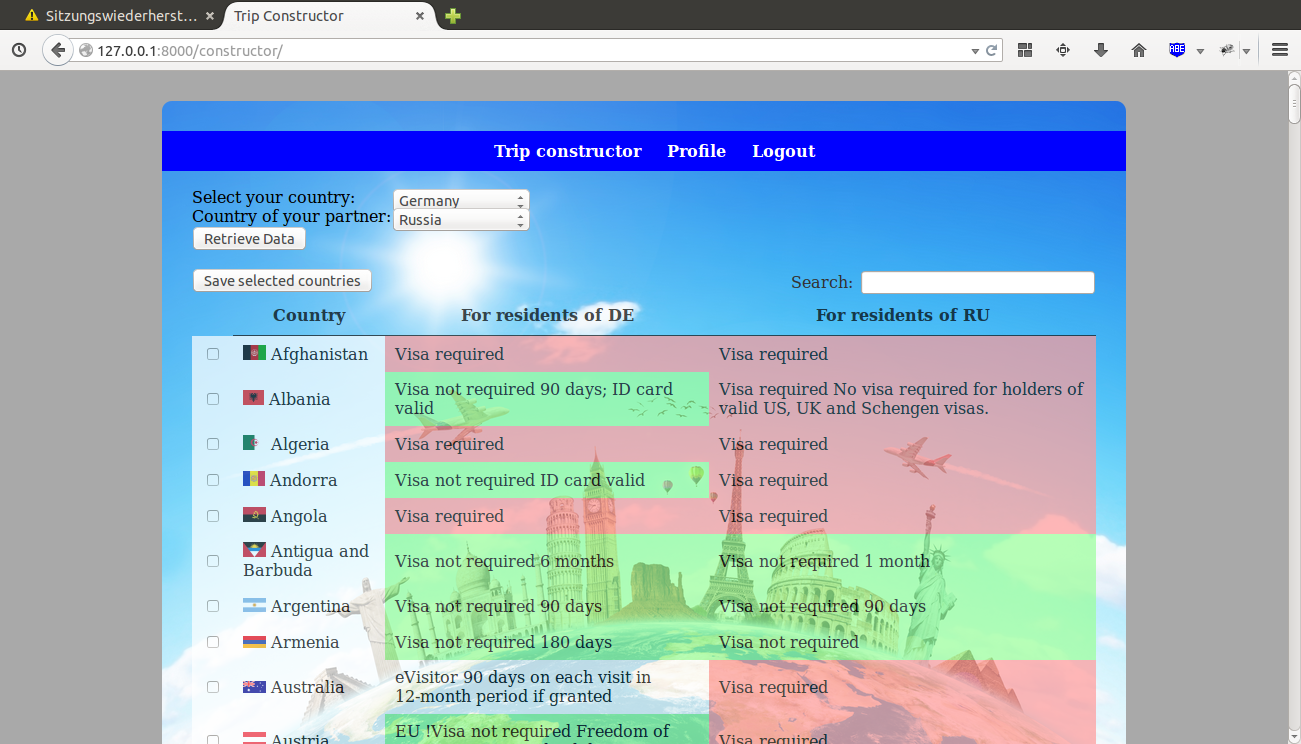 Sitzungswiederherst... × Trip Constructor ×
127.0.0.1:8000/constructor/
ABE
Trip constructor Profile Logout
Select your country: Germany
Country of your partner: Russia
Retrieve Data
Save selected countries Search:
Country For residents of DE For residents of RU
Afghanistan Visa required Visa required
Albania Visa not required 90 days; ID card valid Visa required No visa required for holders of valid US, UK and Schengen visas.
Algeria Visa required Visa required
Andorra Visa not required ID card valid Visa required
Angola Visa required Visa required
Antigua and Barbuda Visa not required 6 months Visa not required 1 month
Argentina Visa not required 90 days Visa not required 90 days
Armenia Visa not required 180 days Visa not required
Australia eVisitor 90 days on each visit in 12-month period if granted Visa required
Austria EU !Visa not required Freedom of Visa required